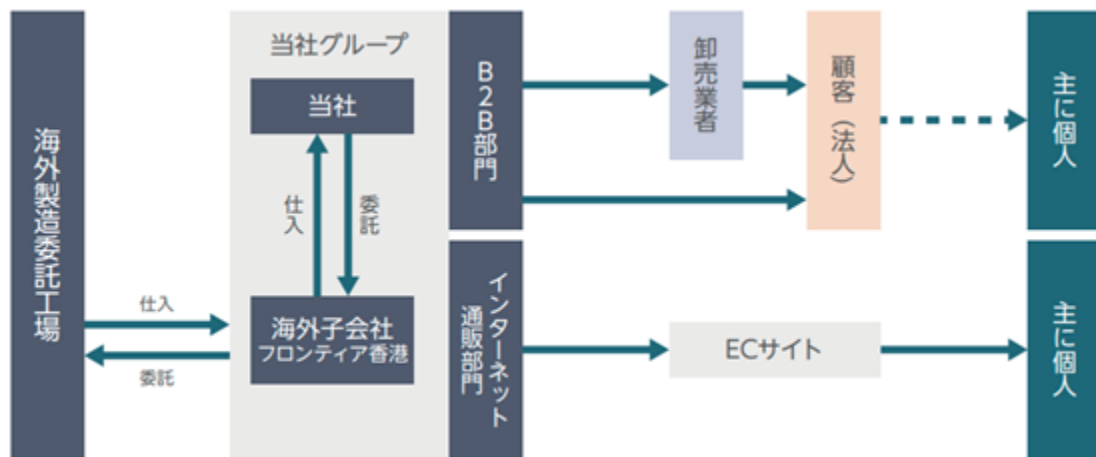 海外製造委託工場
仕入
委託
当社グループ
当社
仕入
委託
海外子会社
フロンティア香港
B2B部門
卸売業者
顧客（法人）
主に個人
インターネット
通販部門
ECサイト
主に個人